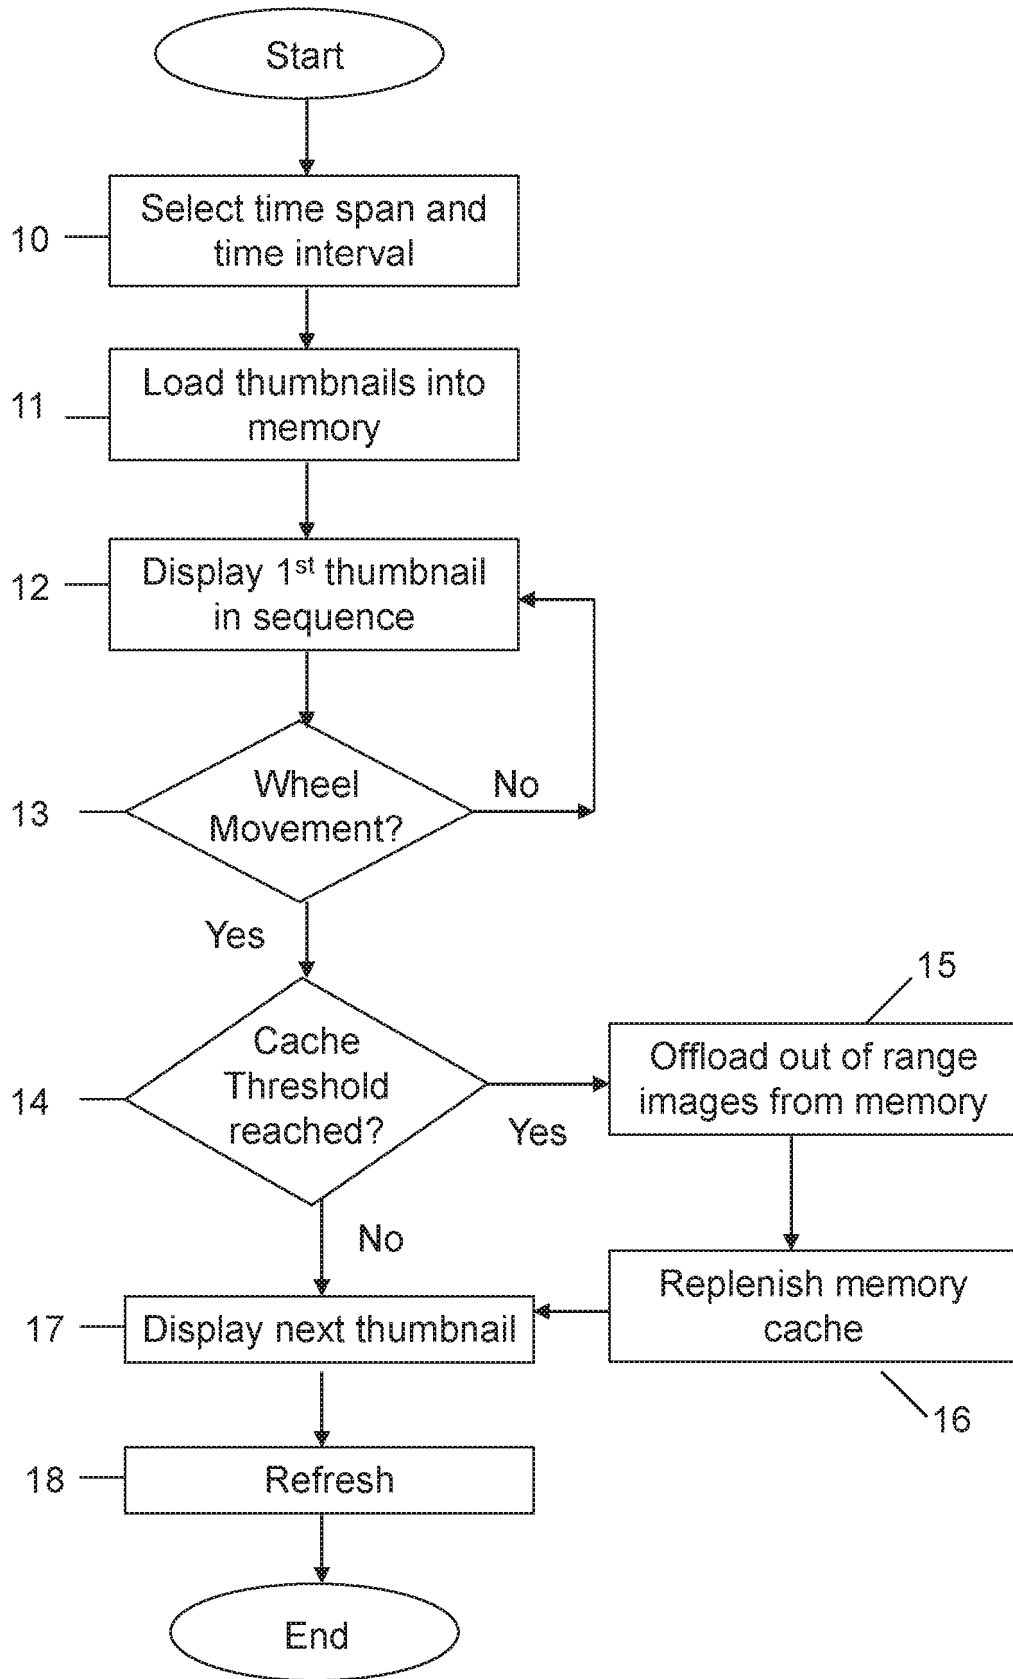 Start
10
Select time span and
time interval
11
Load thumbnails into
memory
12
Display 1st thumbnail
in sequence
13
Wheel
Movement?
No
Yes
14
Cache
Threshold
reached?
Yes
15
Offload out of range
images from memory
No
Replenish memory
cache
16
17
Display next thumbnail
18
Refresh
End